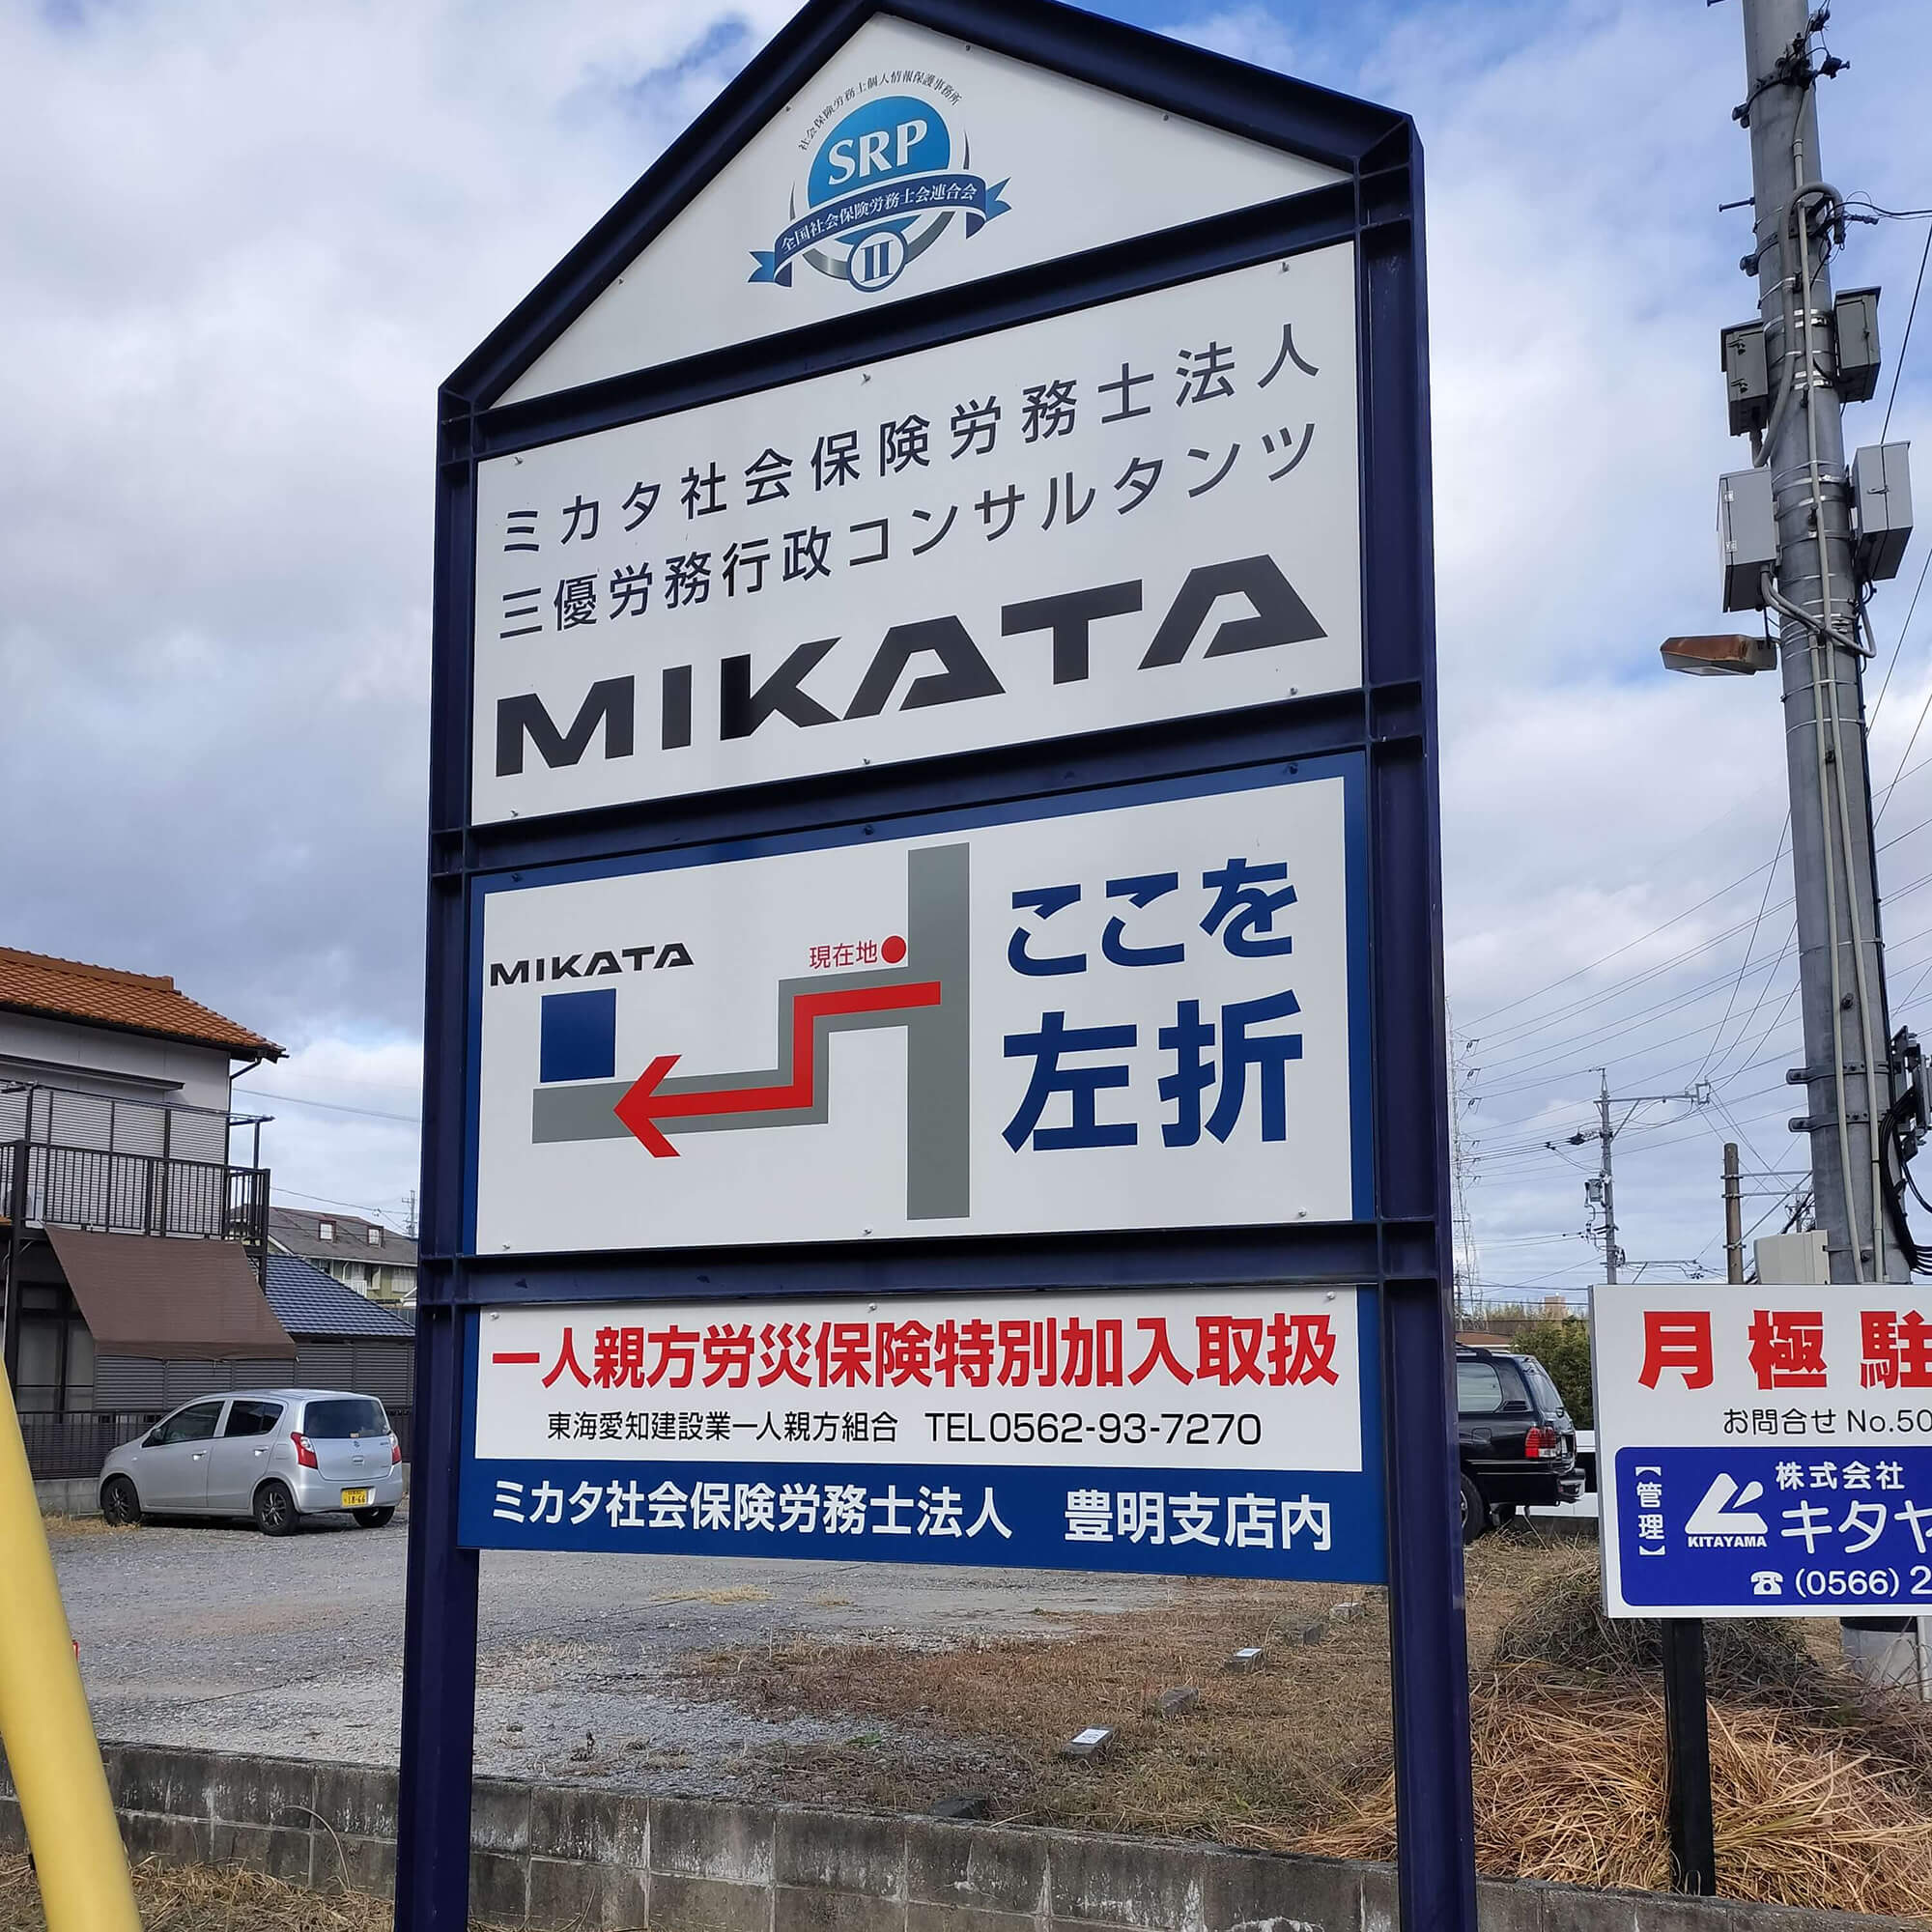 社会保険労務士個人情報保護事務所
SRP
全国社会保険労務士会連合会
II
ミカタ社会保険労務士法人
三優労務行政コンサルタンツ
MIKATA
ここを
左折
MIKATA
現在地
一人親方労災保険特別加入取扱
東海愛知建設業一人親方組合 TEL0562-93-7270
ミカタ社会保険労務士法人 豊明支店内
月極駐
お問合せ No.50
【管理】
株式会社
キタヤ
KITAYAMA
☎(0566)2
18-66